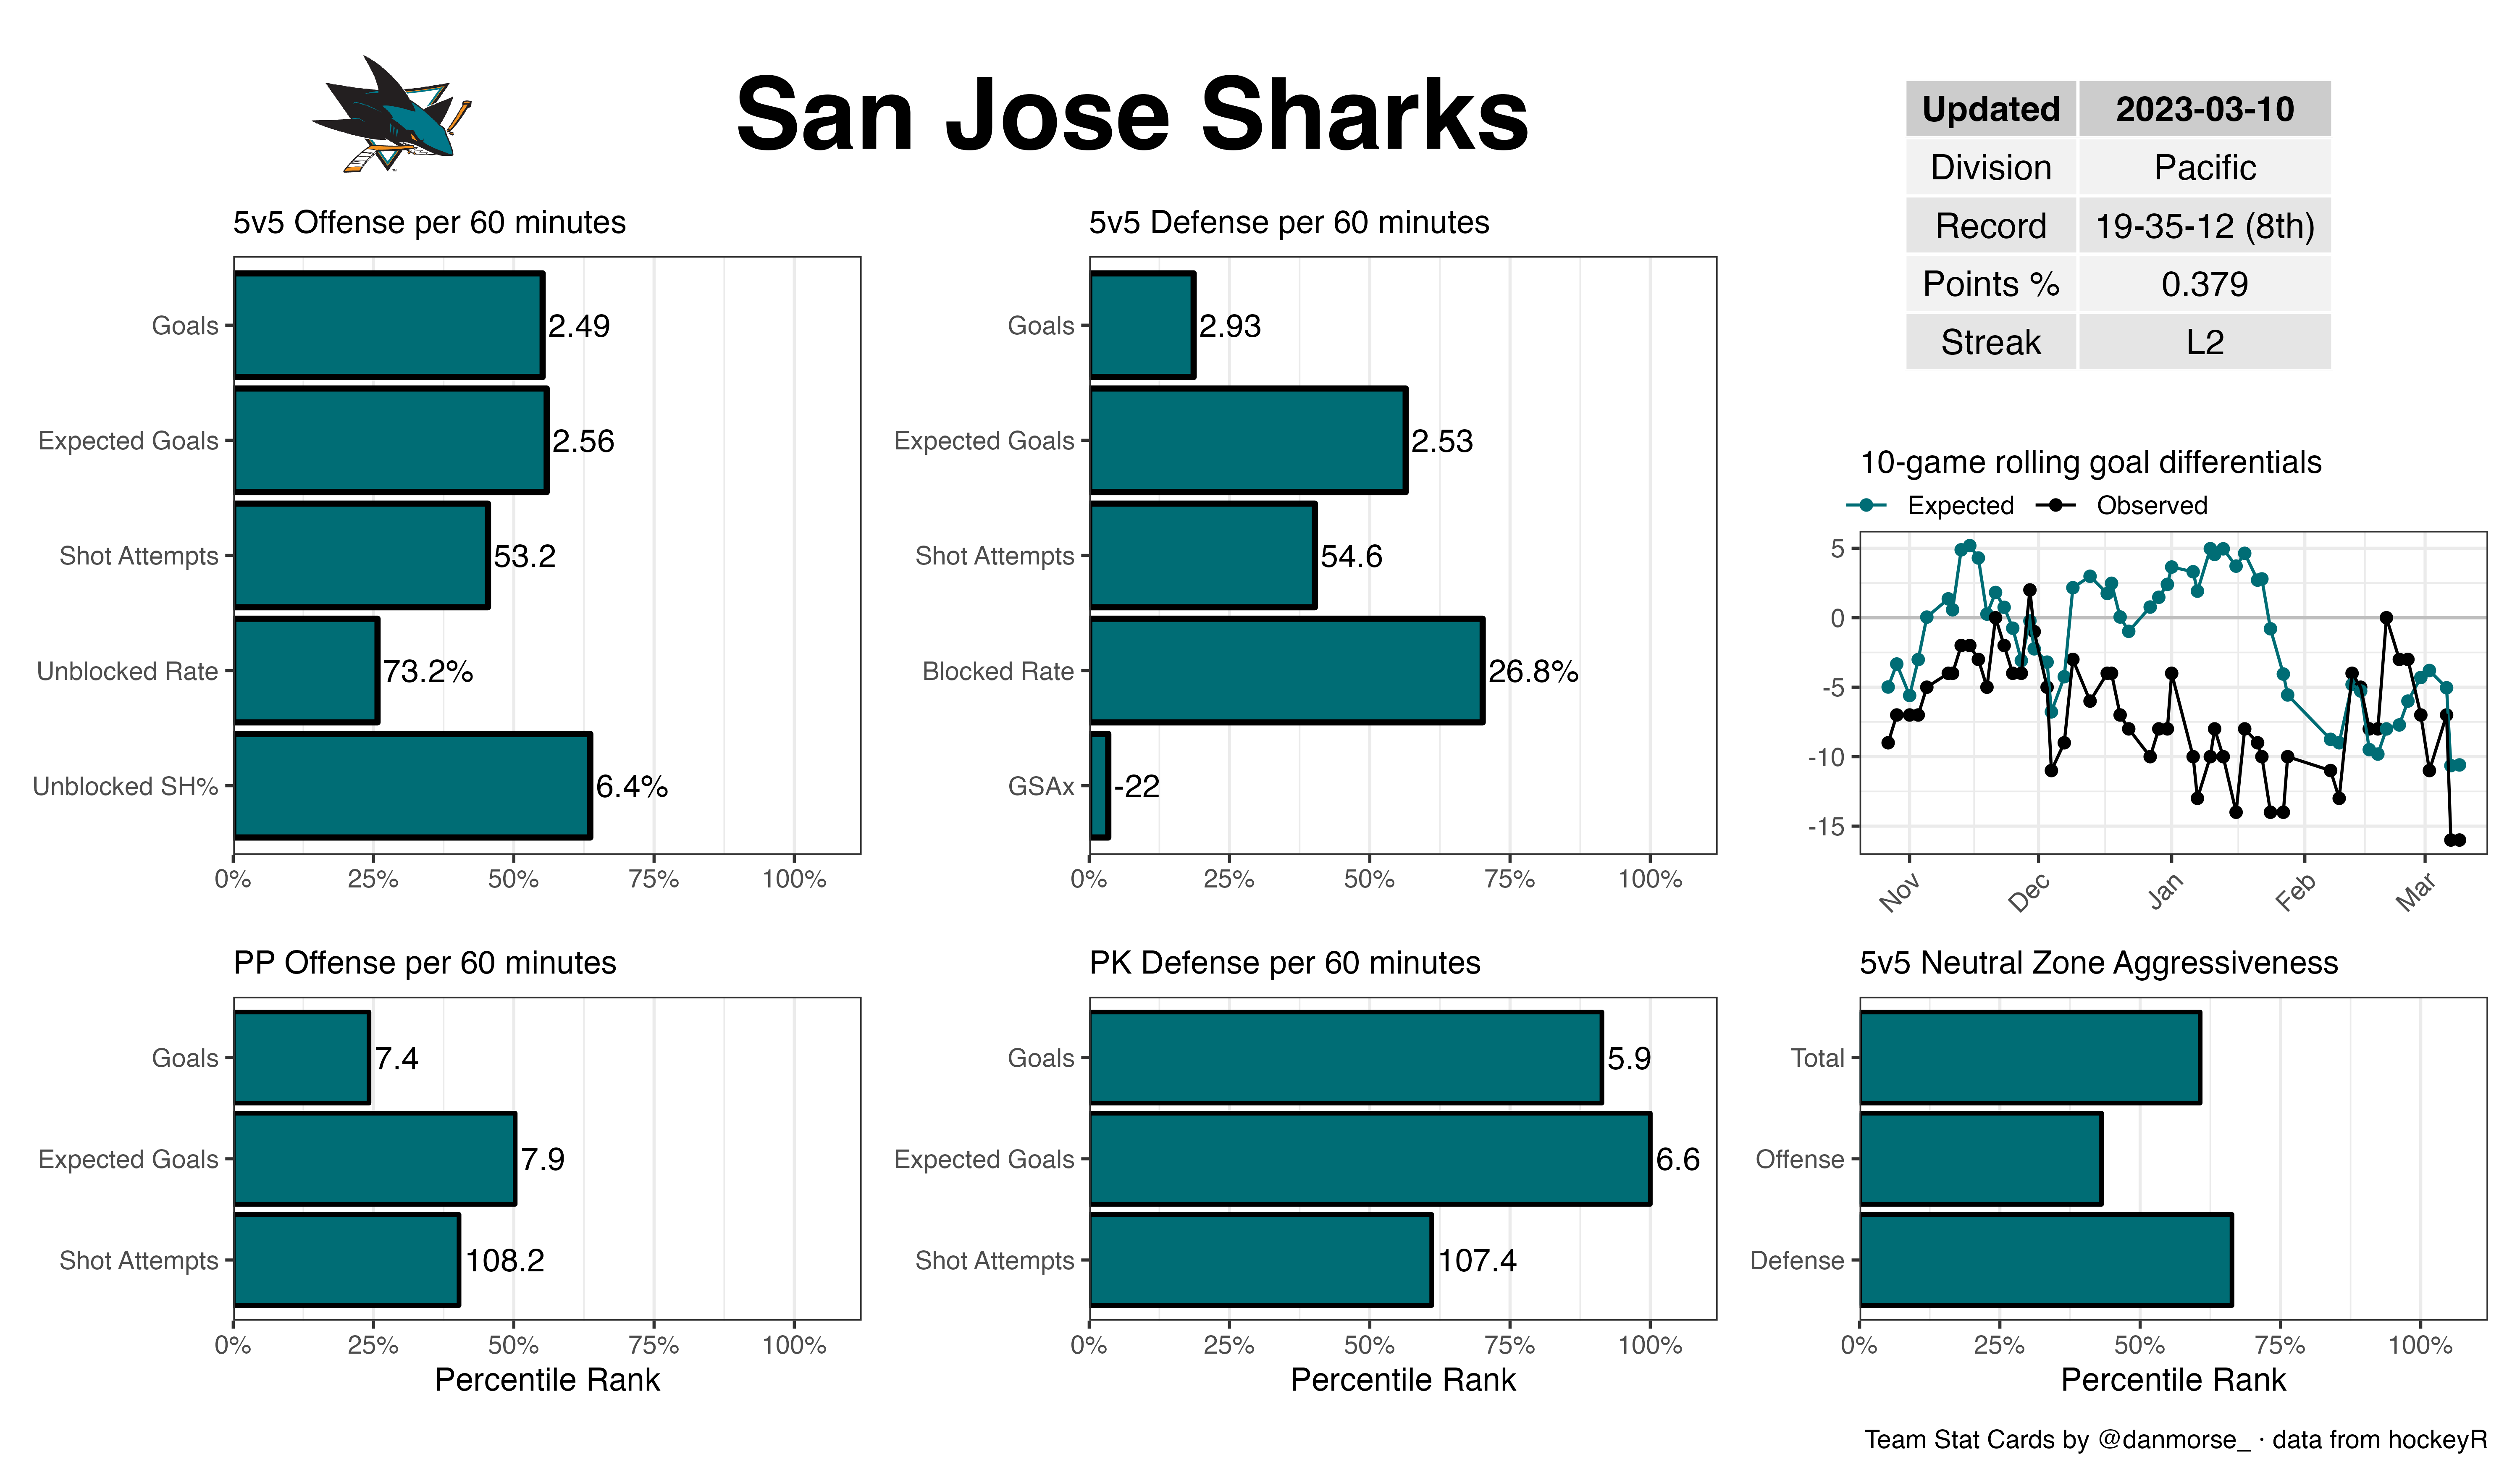 San Jose Sharks
Updated 2023-03-10
Division Pacific
Record 19-35-12 (8th)
Points % 0.379
Streak L2
5v5 Offense per 60 minutes
Goals 2.49
Expected Goals 2.56
Shot Attempts 53.2
Unblocked Rate 73.2%
Unblocked SH% 6.4%
0% 25% 50% 75% 100%
5v5 Defense per 60 minutes
Goals 2.93
Expected Goals 2.53
Shot Attempts 54.6
Blocked Rate 26.8%
GSAx -22
0% 25% 50% 75% 100%
10-game rolling goal differentials
Expected Observed
5
0
-5
-10
-15
Nov Dec Jan Feb Mar
PP Offense per 60 minutes
Goals 7.4
Expected Goals 7.9
Shot Attempts 108.2
0% 25% 50% 75% 100%
Percentile Rank
PK Defense per 60 minutes
Goals 5.9
Expected Goals 6.6
Shot Attempts 107.4
0% 25% 50% 75% 100%
Percentile Rank
5v5 Neutral Zone Aggressiveness
Total
Offense
Defense
0% 25% 50% 75% 100%
Percentile Rank
Team Stat Cards by @danmorse_ · data from hockeyR